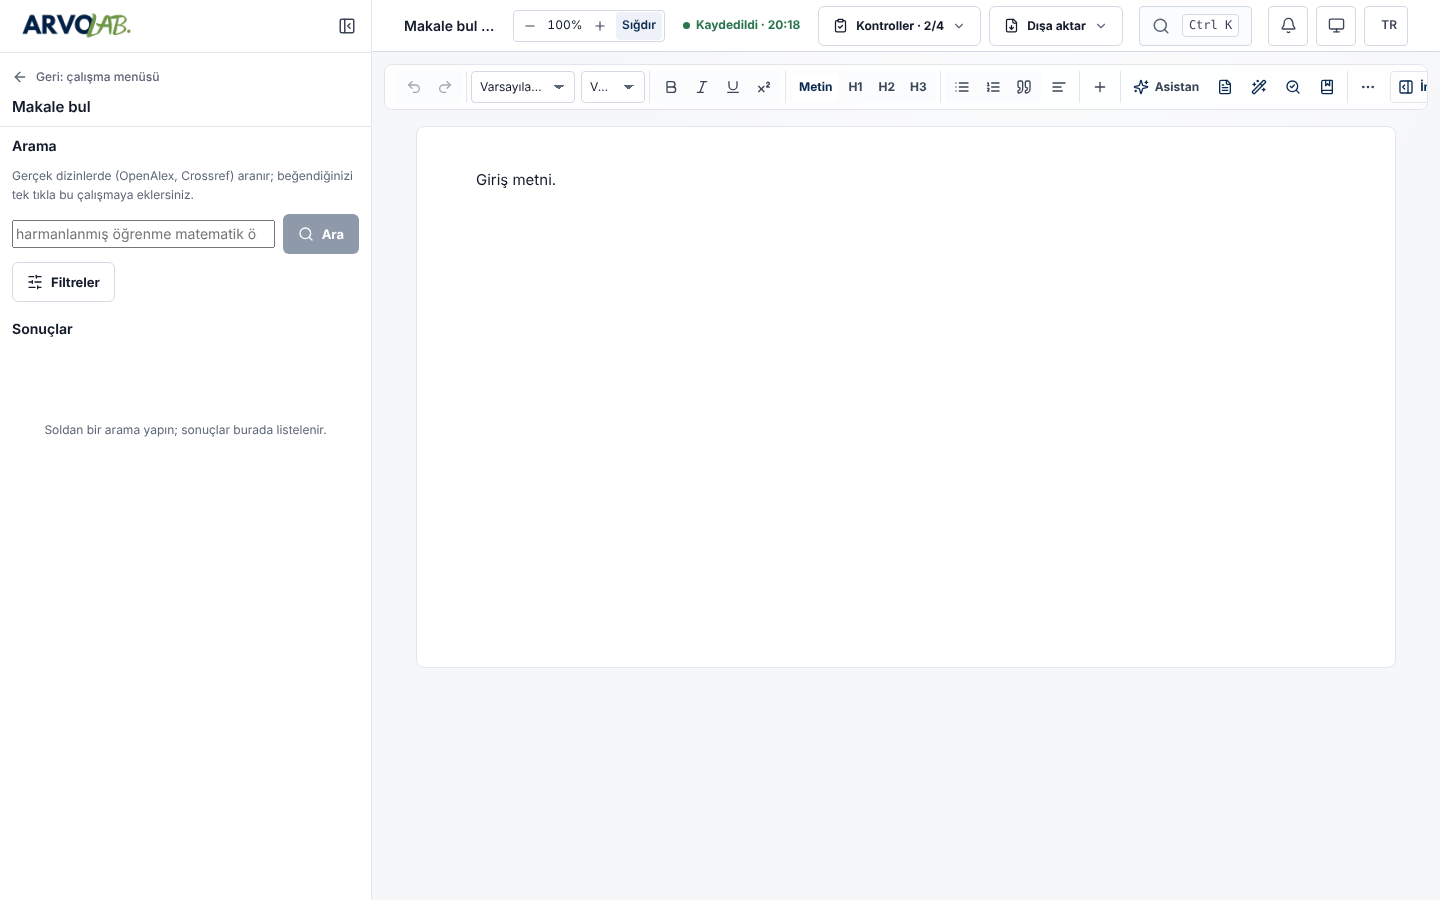 ARVOLAB.
Geri: çalışma menüsü
Makale bul
Arama
Gerçek dizinlerde (OpenAlex, Crossref) aranır; beğendiğinizi
tek tıkla bu çalışmaya eklersiniz.
harmanlanmış öğrenme matematik ö
Ara
Filtreler
Sonuçlar
Soldan bir arama yapın; sonuçlar burada listelenir.
Makale bul ...
100%
Sığdır
Kaydedildi · 20:18
Kontroller · 2/4
Dışa aktar
Ctrl K
TR
Varsayıla...
V...
B I U x²
Metin H1 H2 H3
Asistan
Giriş metni.